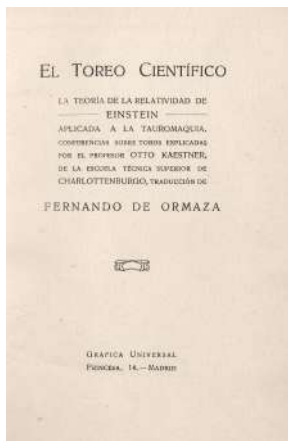 EL TOREO CIENTÍFICO
LA TEORÍA DE LA RELATIVIDAD DE
EINSTEIN
APLICADA A LA TAUROMAQUIA.
CONFERENCIAS SOBRE TOROS EXPLICADAS
POR EL PROFESOR OTTO KAESTNER,
DE LA ESCUELA TÉCNICA SUPERIOR DE
CHARLOTTENBURGO, TRADUCCIÓN DE
FERNANDO DE ORMAZA
GRÁFICA UNIVERSAL
PRINCESA, 14.—MADRID